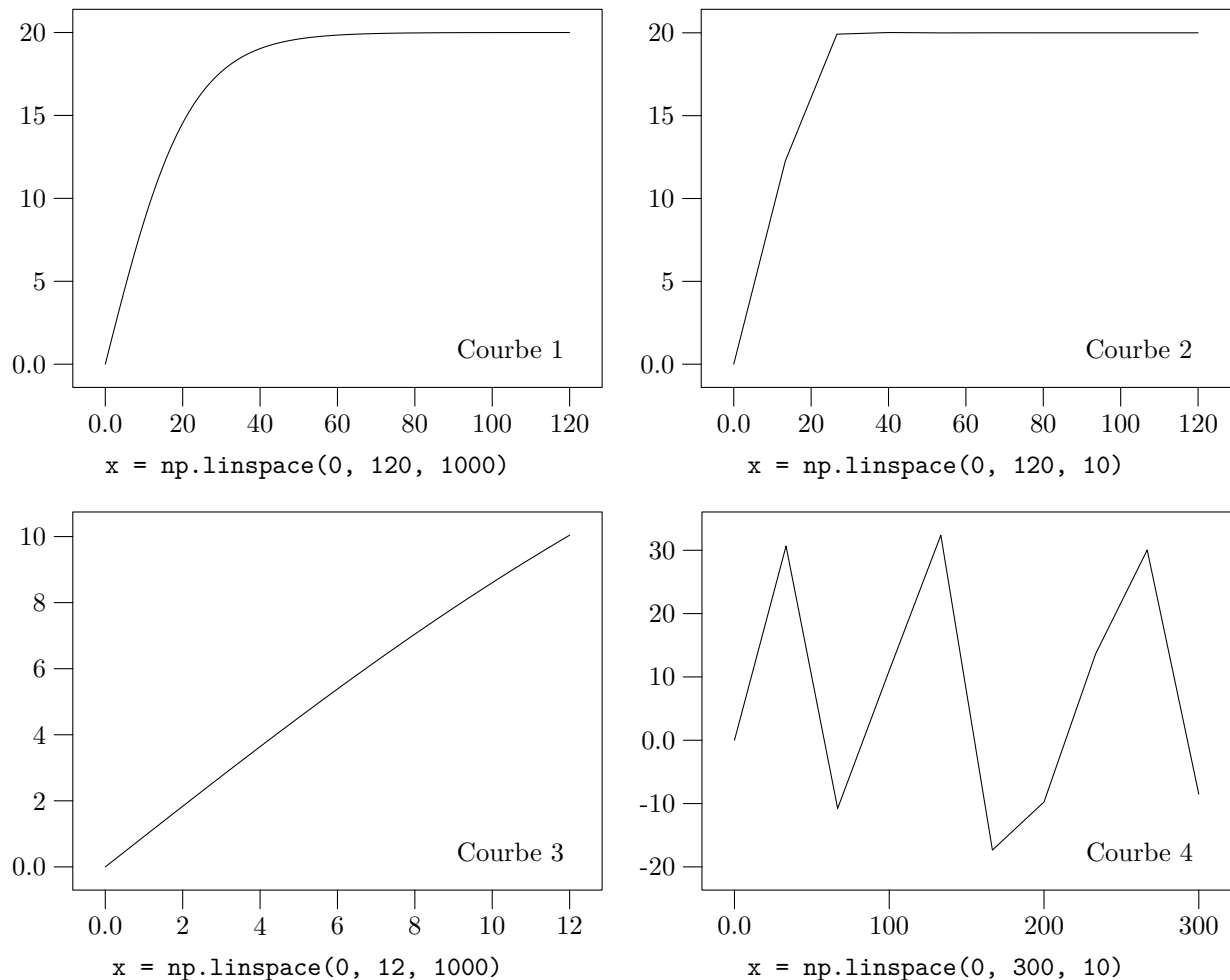 20
15
10
5
0.0
Courbe 1
0.0 20 40 60 80 100 120
x = np.linspace(0, 120, 1000)
20
15
10
5
0.0
Courbe 2
0.0 20 40 60 80 100 120
x = np.linspace(0, 120, 10)
10
8
6
4
2
0.0
Courbe 3
0.0 2 4 6 8 10 12
x = np.linspace(0, 12, 1000)
30
20
10
0.0
-10
-20
Courbe 4
0.0 100 200 300
x = np.linspace(0, 300, 10)